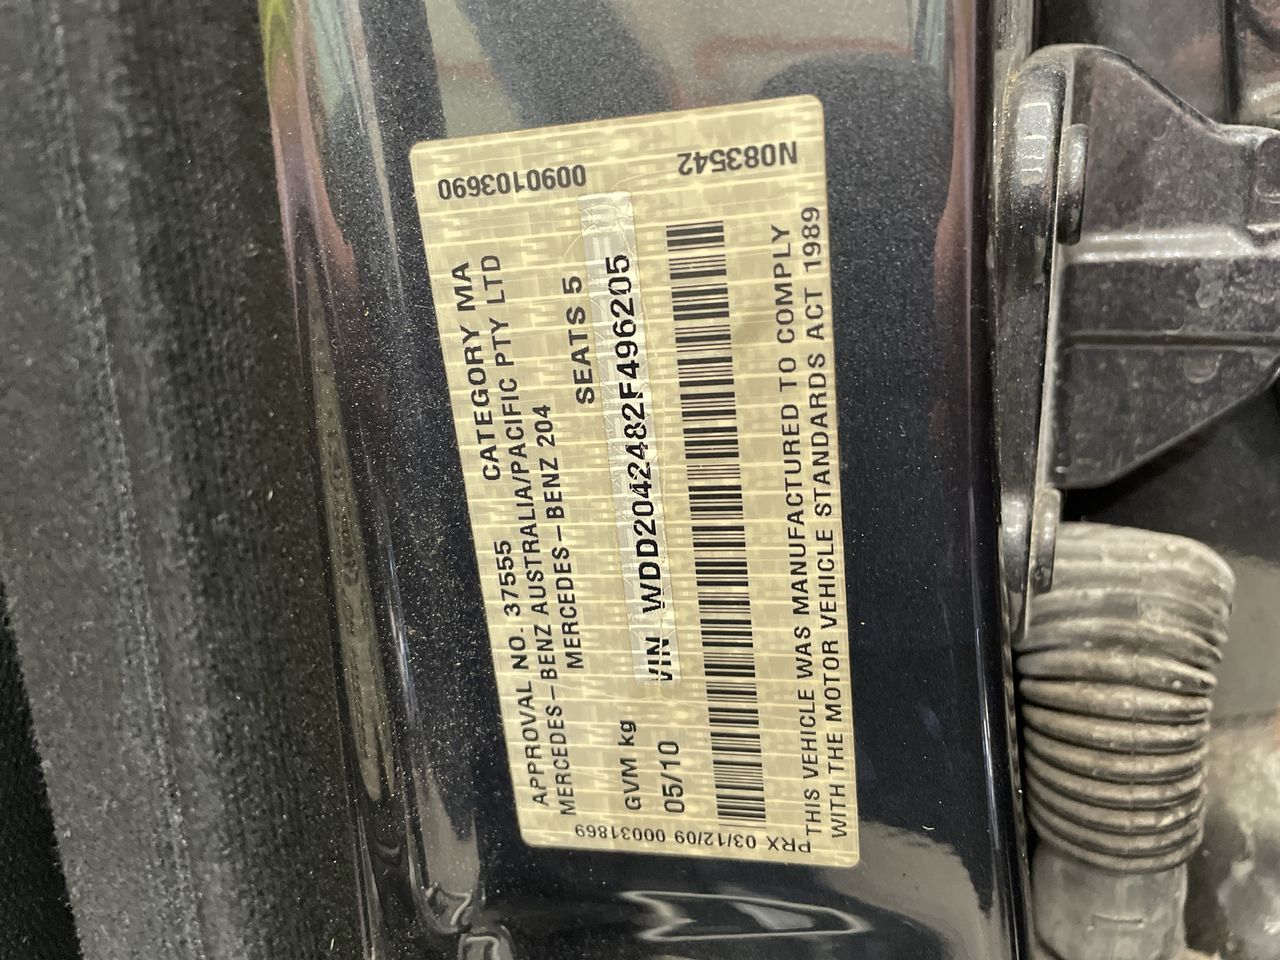 APPROVAL NO. 37555 CATEGORY MA
MERCEDES-BENZ AUSTRALIA/PACIFIC PTY LTD
MERCEDES-BENZ 204
SEATS 5
GVM kg
VIN WDD2042482F496205
05/10
THIS VEHICLE WAS MANUFACTURED TO COMPLY
WITH THE MOTOR VEHICLE STANDARDS ACT 1989
0090103690
N083542
PRX 03/12/09 00031869